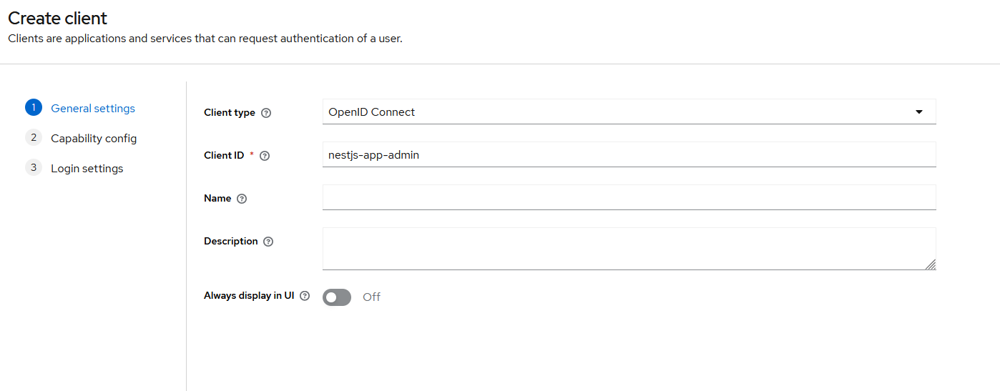 Create client
Clients are applications and services that can request authentication of a user.
1 General settings
2 Capability config
3 Login settings
Client type ? OpenID Connect
Client ID * ? nestjs-app-admin
Name ?
Description ?
Always display in UI ? Off